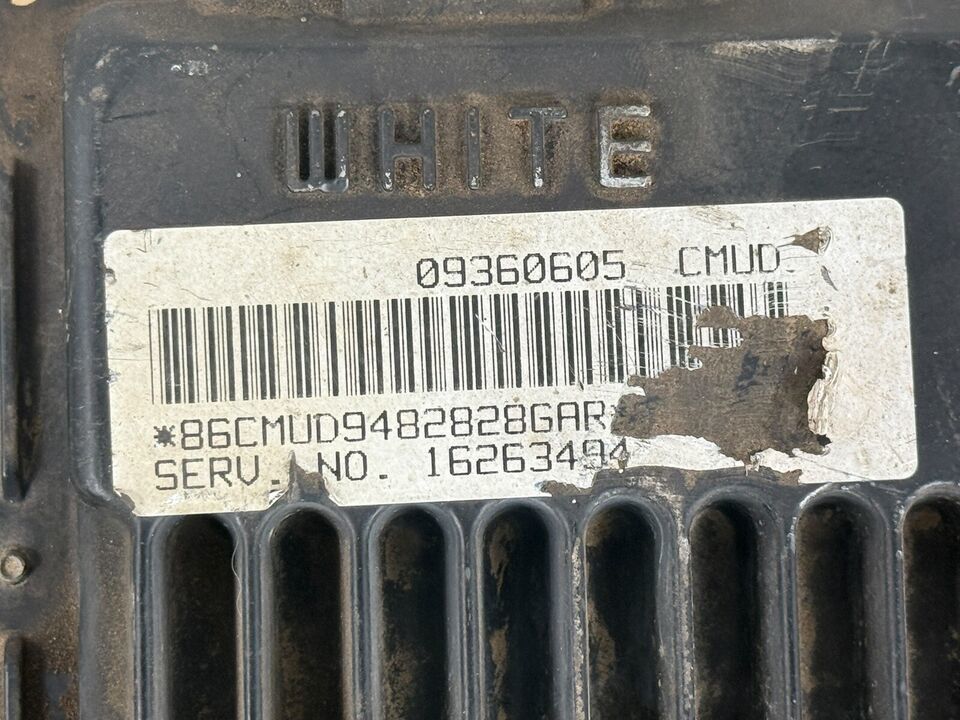 WHITE
09360605 CMUD
*86CMUD9482828GAR*
SERV. NO. 16263494